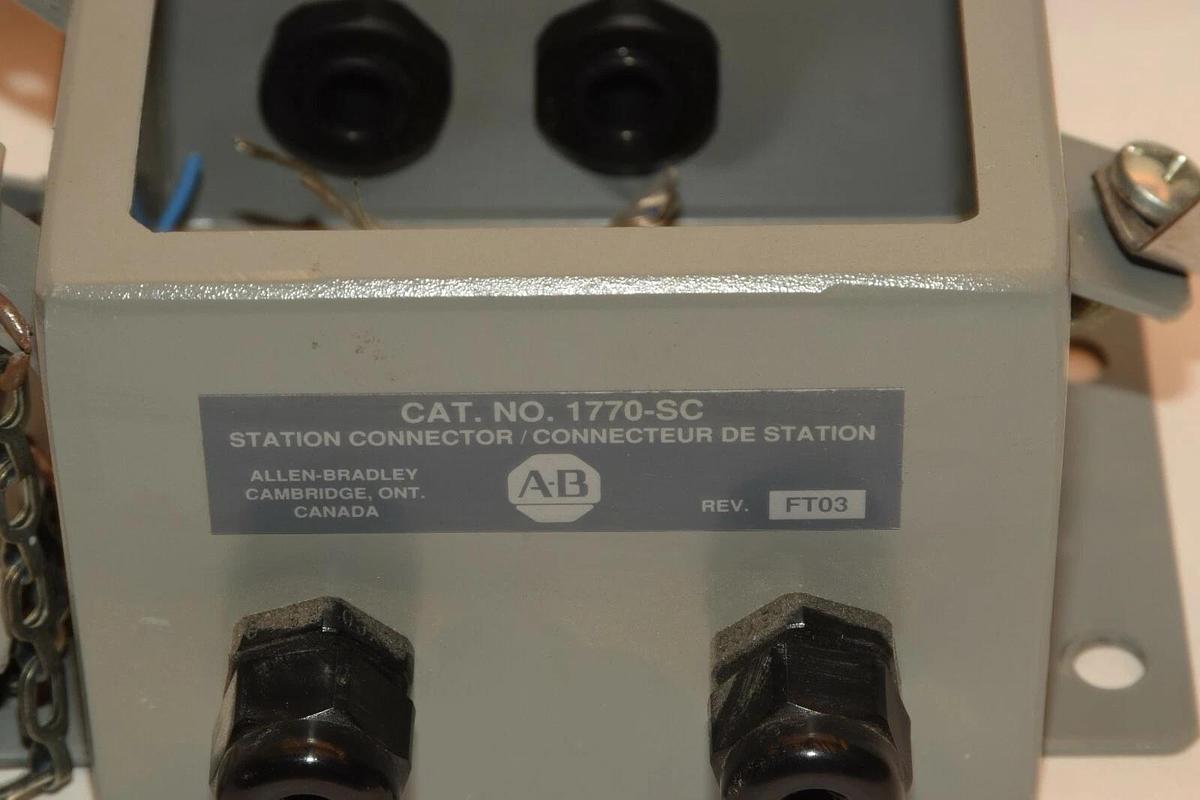 CAT. NO. 1770-SC
STATION CONNECTOR / CONNECTEUR DE STATION
ALLEN-BRADLEY
CAMBRIDGE, ONT.
CANADA
A-B
REV. FT03